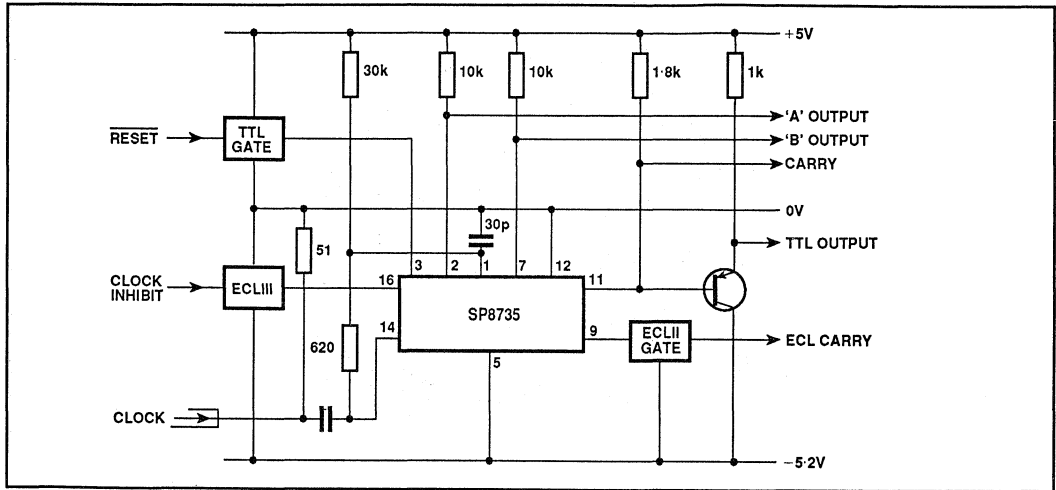 +5V
30k
10k
10k
1·8k
1k
'A' OUTPUT
'B' OUTPUT
CARRY
RESET
TTL
GATE
0V
30p
51
TTL OUTPUT
3
2
1
7
12
CLOCK
INHIBIT
ECLIII
16
11
SP8735
14
9
ECLII
GATE
ECL CARRY
620
5
CLOCK
−5·2V